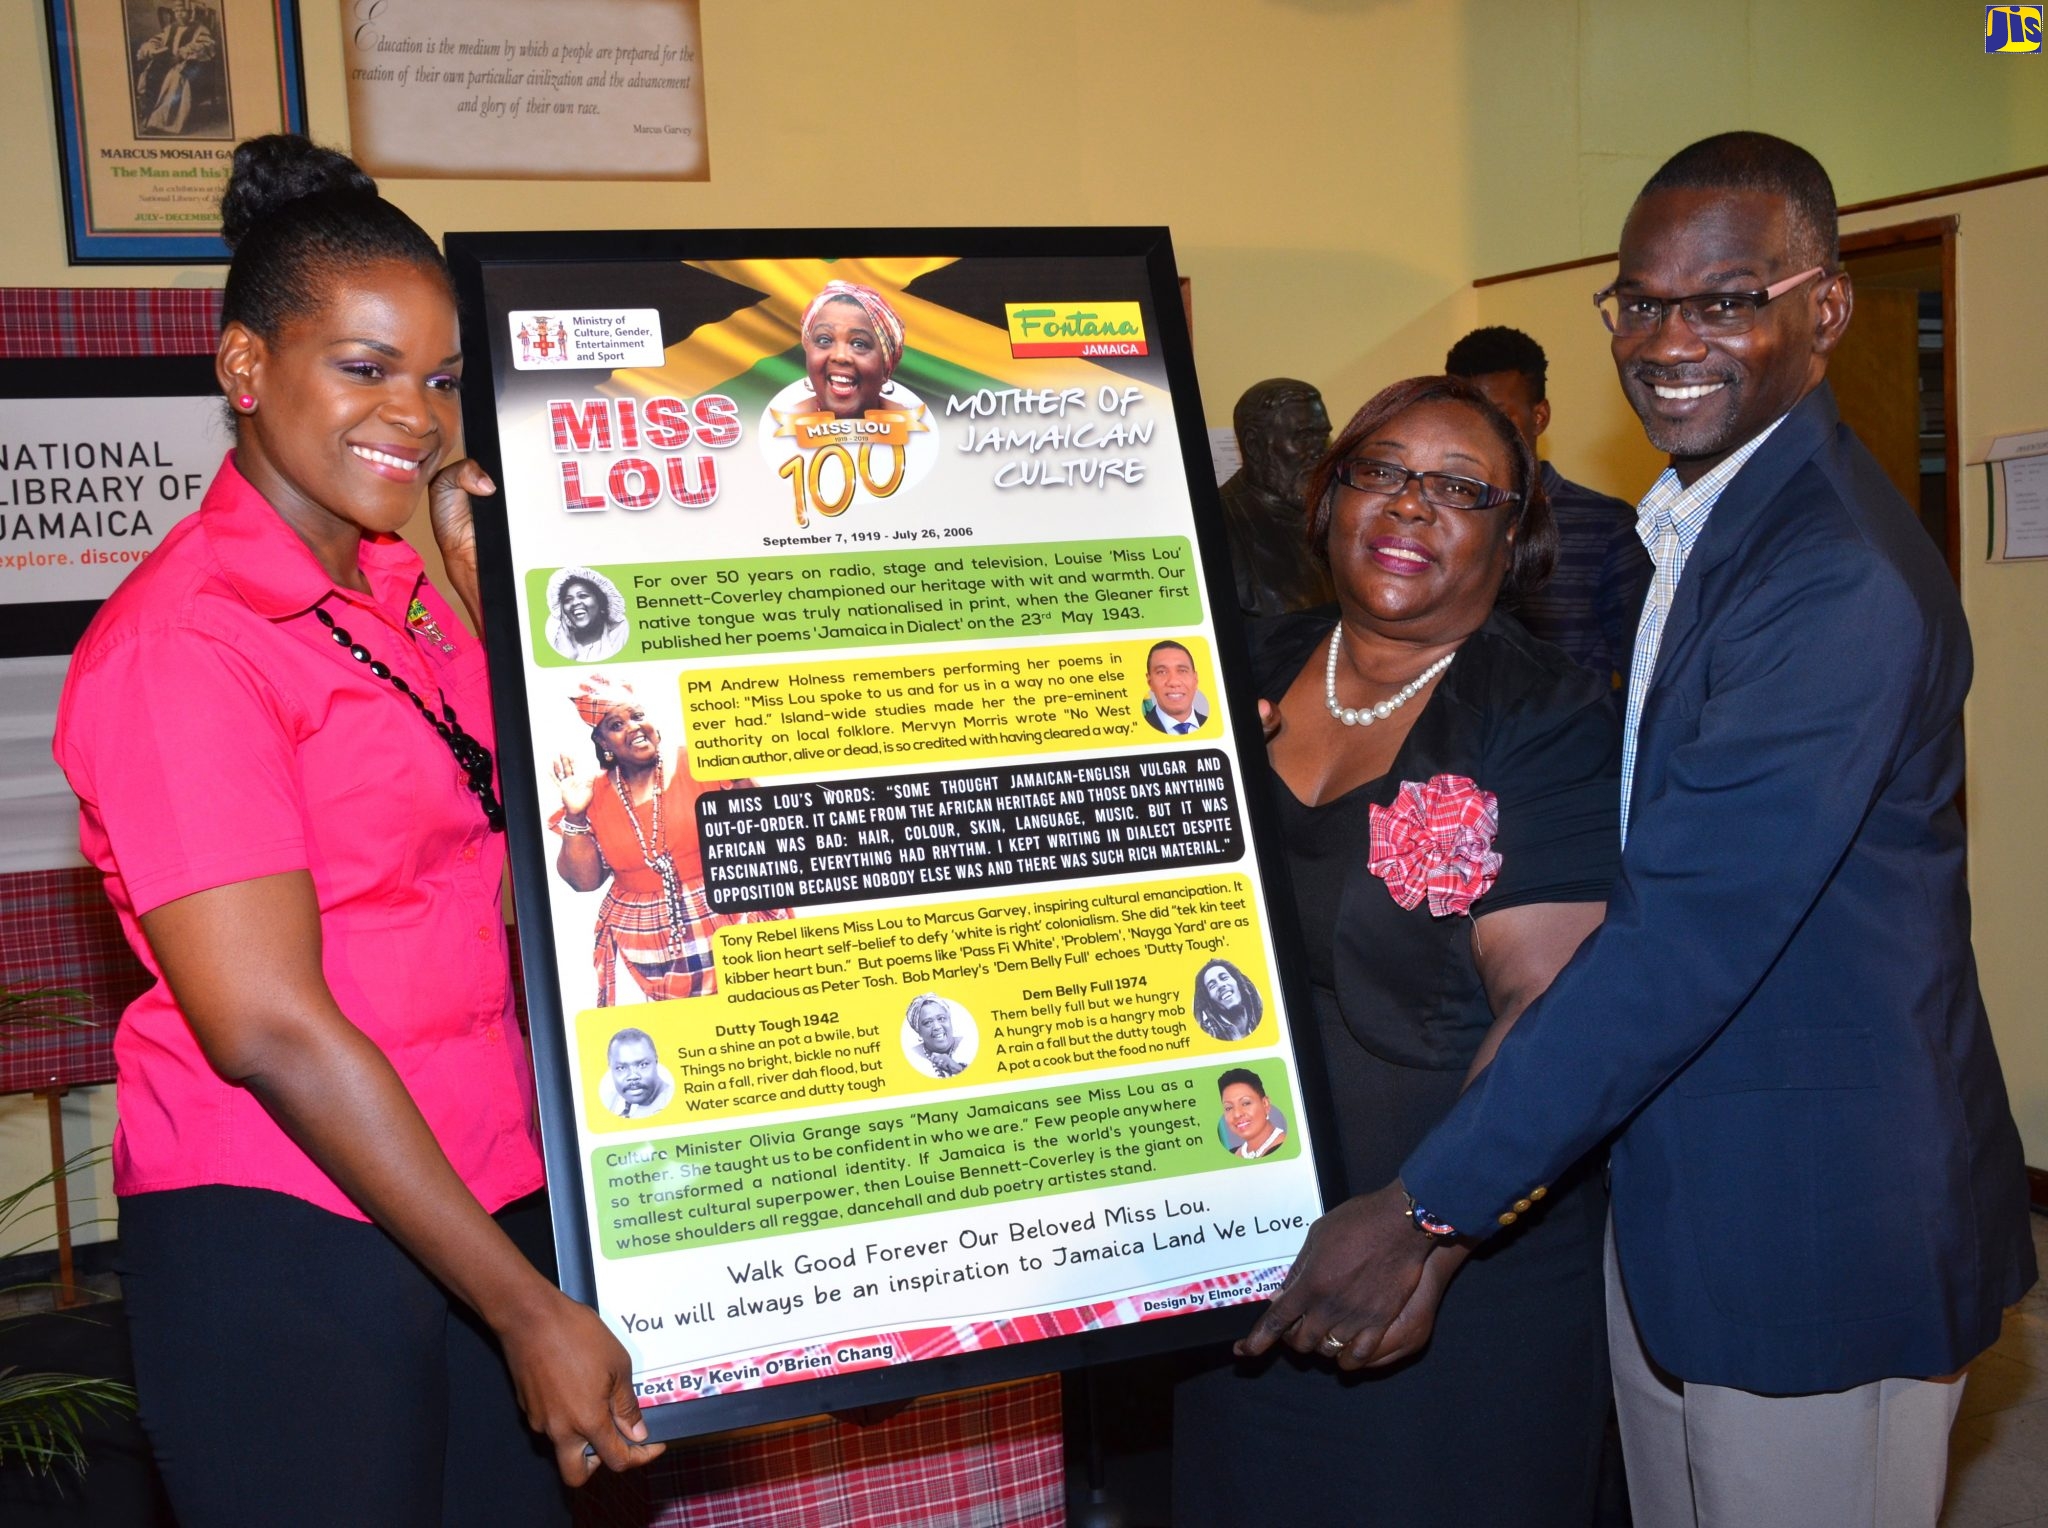 JIS
MARCUS MOSIAH GA
The Man and his
An exhibition at the
National Library of
JULY-DECEMBER
Education is the medium by which a people are prepared for the
creation of their own particular civilization and the advancement
and glory of their own race.
Marcus Garvey
NATIONAL
LIBRARY OF
JAMAICA
explore. discove
Ministry of
Culture, Gender,
Entertainment
and Sport
Fontana
JAMAICA
MISS
LOU
MISS LOU
1919 - 2019
100
MOTHER OF
JAMAICAN
CULTURE
September 7, 1919 - July 26, 2006
For over 50 years on radio, stage and television, Louise 'Miss Lou'
Bennett-Coverley championed our heritage with wit and warmth. Our
native tongue was truly nationalised in print, when the Gleaner first
published her poems 'Jamaica in Dialect' on the 23rd May 1943.
PM Andrew Holness remembers performing her poems in
school: "Miss Lou spoke to us and for us in a way no one else
ever had." Island-wide studies made her the pre-eminent
authority on local folklore. Mervyn Morris wrote "No West
Indian author, alive or dead, is so credited with having cleared a way."
IN MISS LOU'S WORDS: "SOME THOUGHT JAMAICAN-ENGLISH VULGAR AND
OUT-OF-ORDER. IT CAME FROM THE AFRICAN HERITAGE AND THOSE DAYS ANYTHING
AFRICAN WAS BAD: HAIR, COLOUR, SKIN, LANGUAGE, MUSIC. BUT IT WAS
FASCINATING, EVERYTHING HAD RHYTHM. I KEPT WRITING IN DIALECT DESPITE
OPPOSITION BECAUSE NOBODY ELSE WAS AND THERE WAS SUCH RICH MATERIAL."
Tony Rebel likens Miss Lou to Marcus Garvey, inspiring cultural emancipation. It
took lion heart self-belief to defy 'white is right' colonialism. She did "tek kin teet
kibber heart bun." But poems like 'Pass Fi White', 'Problem', 'Nayga Yard' are as
audacious as Peter Tosh. Bob Marley's 'Dem Belly Full' echoes 'Dutty Tough'.
Dutty Tough 1942
Sun a shine an pot a bwile, but
Things no bright, bickle no nuff
Rain a fall, river dah flood, but
Water scarce and dutty tough
Dem Belly Full 1974
Them belly full but we hungry
A hungry mob is a hangry mob
A rain a fall but the dutty tough
A pot a cook but the food no nuff
Culture Minister Olivia Grange says "Many Jamaicans see Miss Lou as a
mother. She taught us to be confident in who we are." Few people anywhere
so transformed a national identity. If Jamaica is the world's youngest,
smallest cultural superpower, then Louise Bennett-Coverley is the giant on
whose shoulders all reggae, dancehall and dub poetry artistes stand.
Walk Good Forever Our Beloved Miss Lou.
You will always be an inspiration to Jamaica Land We Love.
Text By Kevin O'Brien Chang
Design by Elmore Jam